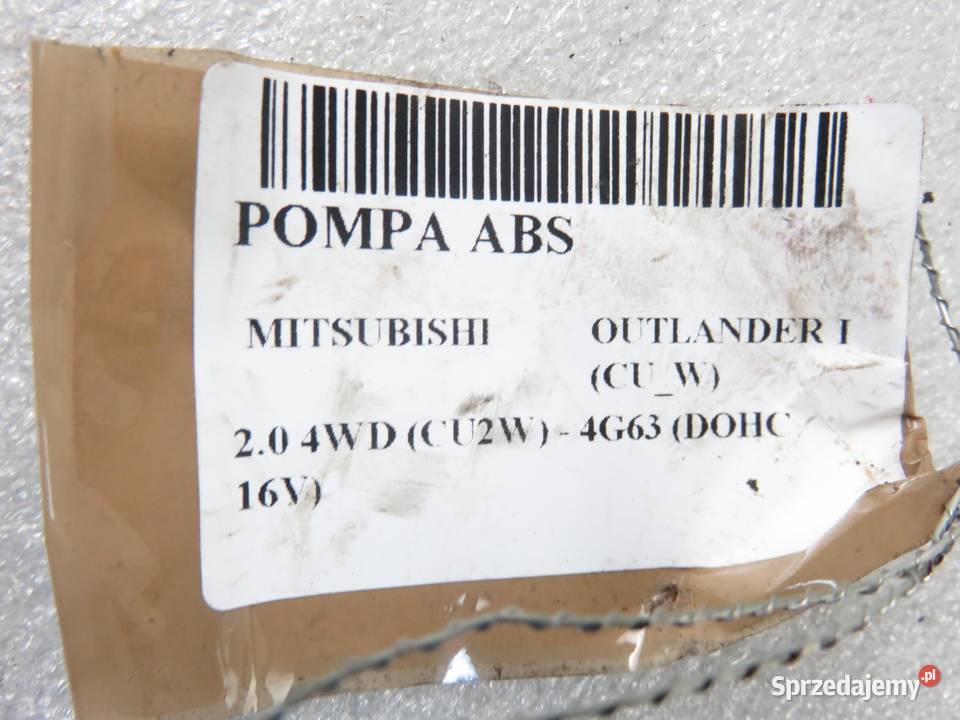 POMPA ABS
MITSUBISHI OUTLANDER I
(CU_W)
2.0 4WD (CU2W) - 4G63 (DOHC
16V)
Sprzedajemy.pl